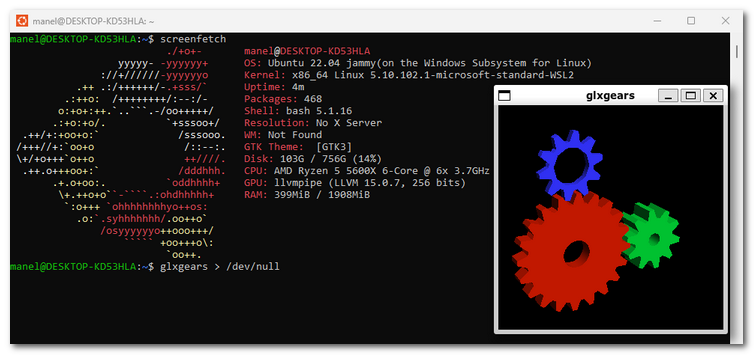 manel@DESKTOP-KD53HLA: ~
manel@DESKTOP-KD53HLA:~$ screenfetch
./+o+- manel@DESKTOP-KD53HLA
yyyyy- -yyyyyy+ OS: Ubuntu 22.04 jammy(on the Windows Subsystem for Linux)
://+//////-yyyyyyo Kernel: x86_64 Linux 5.10.102.1-microsoft-standard-WSL2
.++ .:/++++++/-.+sss/` Uptime: 4m
.:++o: /++++++++/:--:/- Packages: 468
o:+o+:++.`..```.-/oo+++++/ Shell: bash 5.1.16
.:+o:+o/. `+sssoo+/ Resolution: No X Server
.++/+:+oo+o:` /sssooo. WM: Not Found
/+++//+:`oo+o /::--:. GTK Theme: [GTK3]
\+/+o+++`o++o ++////. Disk: 103G / 756G (14%)
.++.o+++oo+:` /dddhhh. CPU: AMD Ryzen 5 5600X 6-Core @ 6x 3.7GHz
.+.o+oo:. `oddhhhh+ GPU: llvmpipe (LLVM 15.0.7, 256 bits)
\+.++o+o``-````.:ohdhhhhh+ RAM: 399MiB / 1908MiB
`:o+++ `ohhhhhhhhyo++os:
.o:`.syhhhhhhh/.oo++o`
/osyyyyyyo++ooo+++/
````` +oo+++o\:
`oo++.
manel@DESKTOP-KD53HLA:~$ glxgears > /dev/null
glxgears